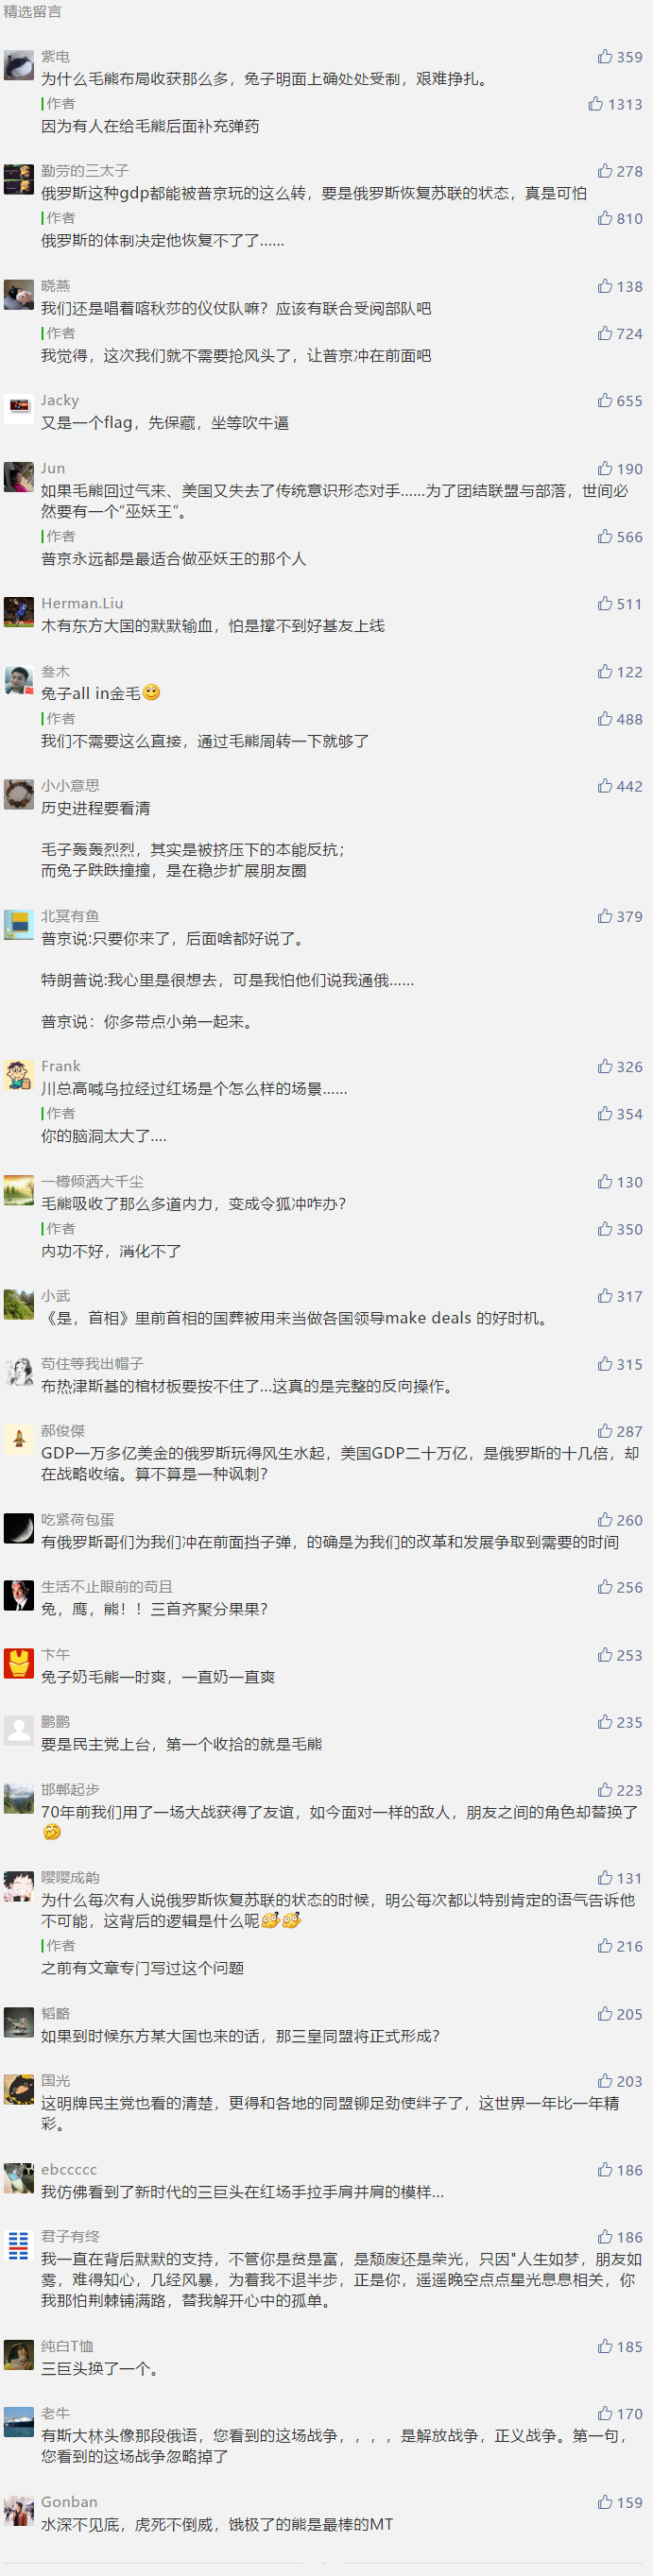 精选留言
紫电 359
为什么毛熊布局收获那么多，兔子明面上确处处受制，艰难挣扎。
作者 1313
因为有人在给毛熊后面补充弹药
勤劳的三太子 278
俄罗斯这种gdp都能被普京玩的这么转，要是俄罗斯恢复苏联的状态，真是可怕
作者 810
俄罗斯的体制决定他恢复不了了......
晓燕 138
我们还是唱着喀秋莎的仪仗队嘛？应该有联合受阅部队吧
作者 724
我觉得，这次我们就不需要抢风头了，让普京冲在前面吧
Jacky 655
又是一个flag，先保藏，坐等吹牛逼
Jun 190
如果毛熊回过气来、美国又失去了传统意识形态对手......为了团结联盟与部落，世间必
然要有一个“巫妖王”。
作者 566
普京永远都是最适合做巫妖王的那个人
Herman.Liu 511
木有东方大国的默默输血，怕是撑不到好基友上线
叁木 122
兔子all in金毛
作者 488
我们不需要这么直接，通过毛熊周转一下就够了
小小意思 442
历史进程要看清
毛子轰轰烈烈，其实是被挤压下的本能反抗；
而兔子跌跌撞撞，是在稳步扩展朋友圈
北冥有鱼 379
普京说:只要你来了，后面啥都好说了。
特朗普说:我心里是很想去，可是我怕他们说我通俄......
普京说：你多带点小弟一起来。
Frank 326
川总高喊乌拉经过红场是个怎么样的场景......
作者 354
你的脑洞太大了....
一樽倾洒大千尘 130
毛熊吸收了那么多道内力，变成令狐冲咋办？
作者 350
内功不好，消化不了
小武 317
《是，首相》里前首相的国葬被用来当做各国领导make deals 的好时机。
苟住等我出帽子 315
布热津斯基的棺材板要按不住了...这真的是完整的反向操作。
郝俊傑 287
GDP一万多亿美金的俄罗斯玩得风生水起，美国GDP二十万亿，是俄罗斯的十几倍，却
在战略收缩。算不算是一种讽刺？
吃紧荷包蛋 260
有俄罗斯哥们为我们冲在前面挡子弹，的确是为我们的改革和发展争取到需要的时间
生活不止眼前的苟且 256
兔，鹰，熊！！三首齐聚分果果？
卞午 253
兔子奶毛熊一时爽，一直奶一直爽
鹏鹏 235
要是民主党上台，第一个收拾的就是毛熊
邯郸起步 223
70年前我们用了一场大战获得了友谊，如今面对一样的敌人，朋友之间的角色却替换了
嘤嘤成韵 131
为什么每次有人说俄罗斯恢复苏联的状态的时候，明公每次都以特别肯定的语气告诉他
不可能，这背后的逻辑是什么呢
作者 216
之前有文章专门写过这个问题
韬略 205
如果到时候东方某大国也来的话，那三皇同盟将正式形成？
国光 203
这明牌民主党也看的清楚，更得和各地的同盟铆足劲使绊子了，这世界一年比一年精
彩。
ebccccc 186
我仿佛看到了新时代的三巨头在红场手拉手肩并肩的模样...
君子有终 186
我一直在背后默默的支持，不管你是贫是富，是颓废还是荣光，只因"人生如梦，朋友如
雾，难得知心，几经风暴，为着我不退半步，正是你，遥遥晚空点点星光息息相关，你
我那怕荆棘铺满路，替我解开心中的孤单。
纯白T恤 185
三巨头换了一个。
老牛 170
有斯大林头像那段俄语，您看到的这场战争，，，，是解放战争，正义战争。第一句，
您看到的这场战争忽略掉了
Gonban 159
水深不见底，虎死不倒威，饿极了的熊是最棒的MT